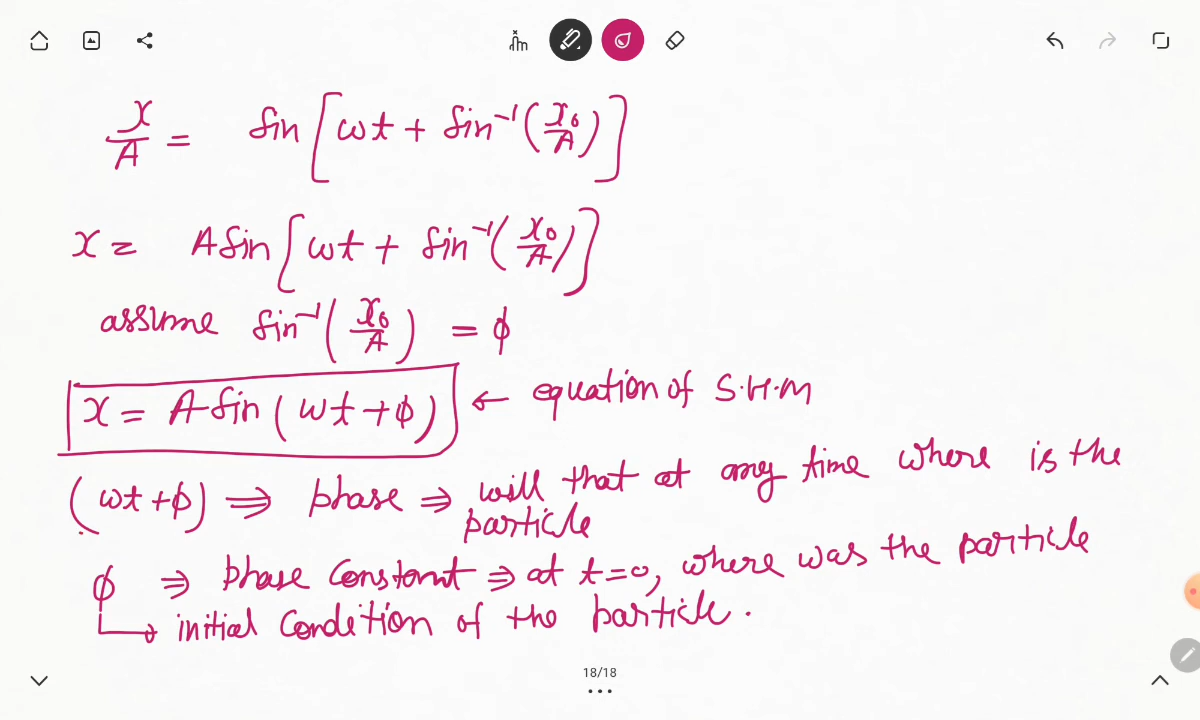 x/A = sin [ωt + sin⁻¹(x₀/A)]
x = A sin [ωt + sin⁻¹(x₀/A)]
assume sin⁻¹(x₀/A) = ϕ
x = A sin (ωt + ϕ) ← equation of S.H.M
(ωt + ϕ) ⇒ phase ⇒ will that at any time where is the
particle
ϕ ⇒ phase constant ⇒ at t=0, where was the particle
↳ initial condition of the particle.
18/18